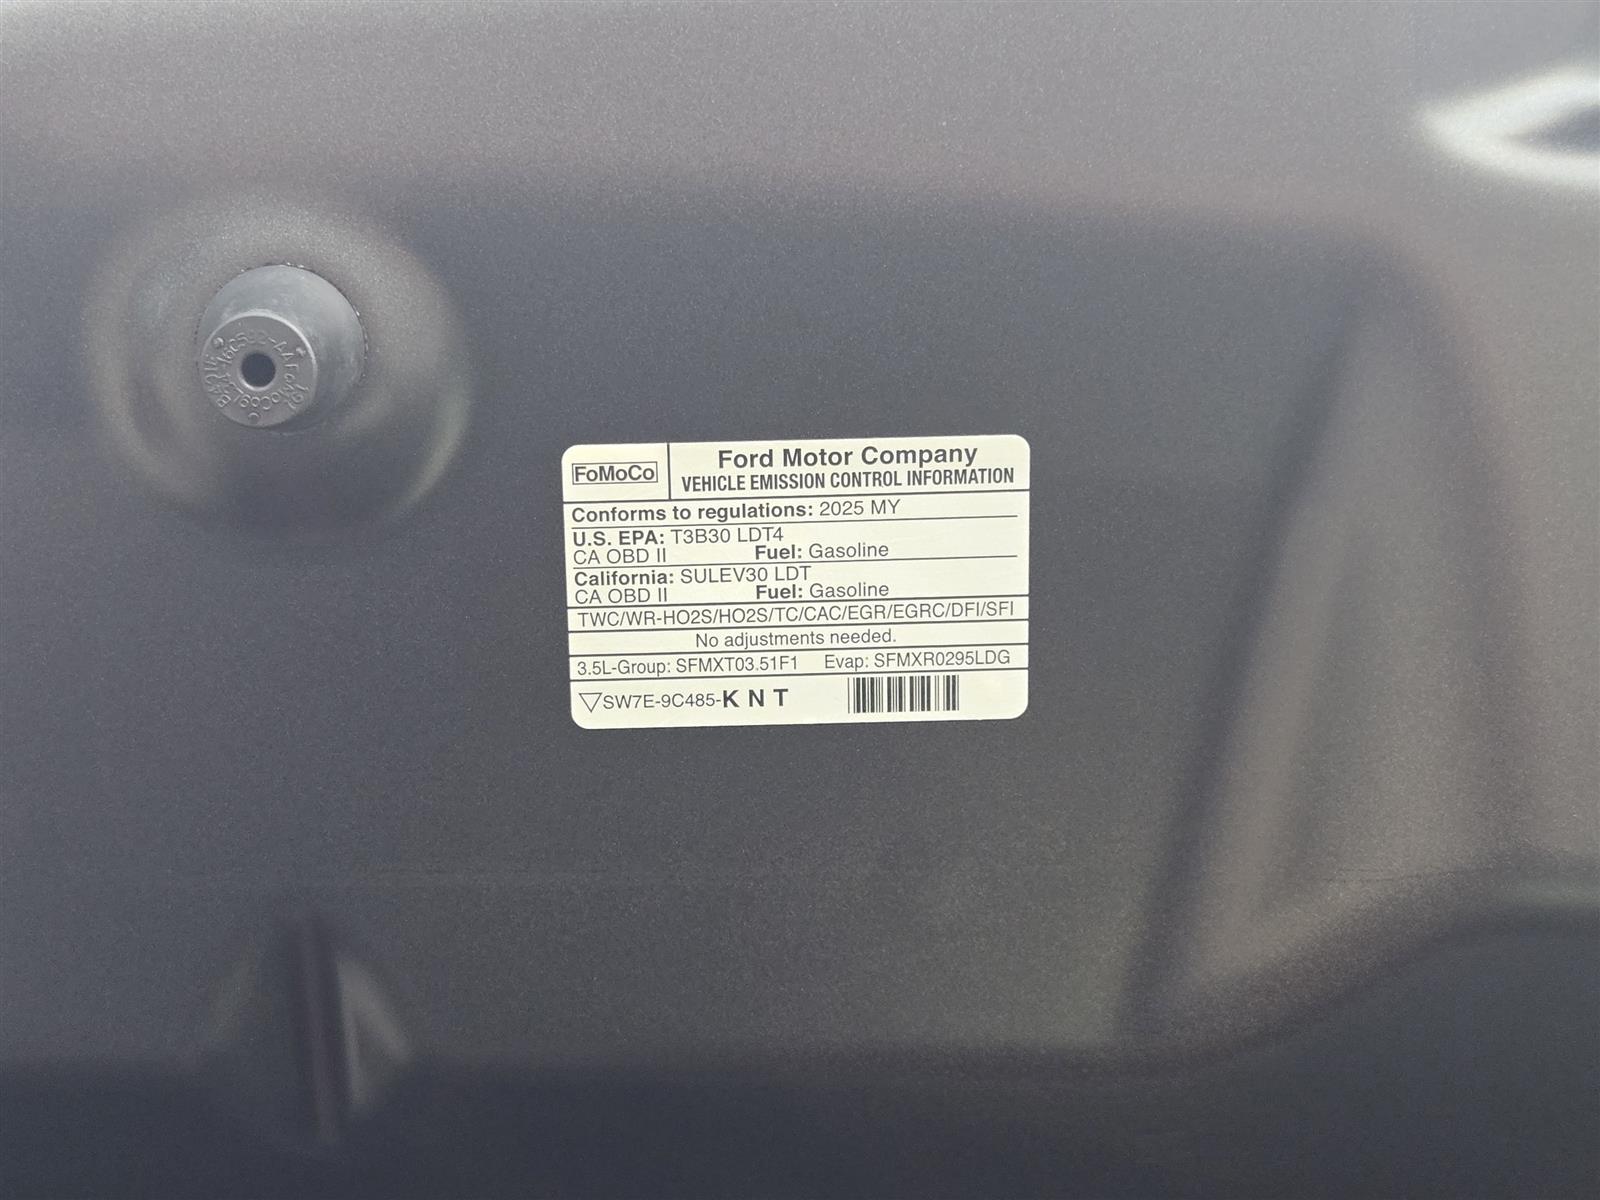 FoMoCo
Ford Motor Company
VEHICLE EMISSION CONTROL INFORMATION
Conforms to regulations: 2025 MY
U.S. EPA: T3B30 LDT4
CA OBD II Fuel: Gasoline
California: SULEV30 LDT
CA OBD II Fuel: Gasoline
TWC/WR-HO2S/HO2S/TC/CAC/EGR/EGRC/DFI/SFI
No adjustments needed.
3.5L-Group: SFMXT03.51F1 Evap: SFMXR0295LDG
SW7E-9C485-K N T